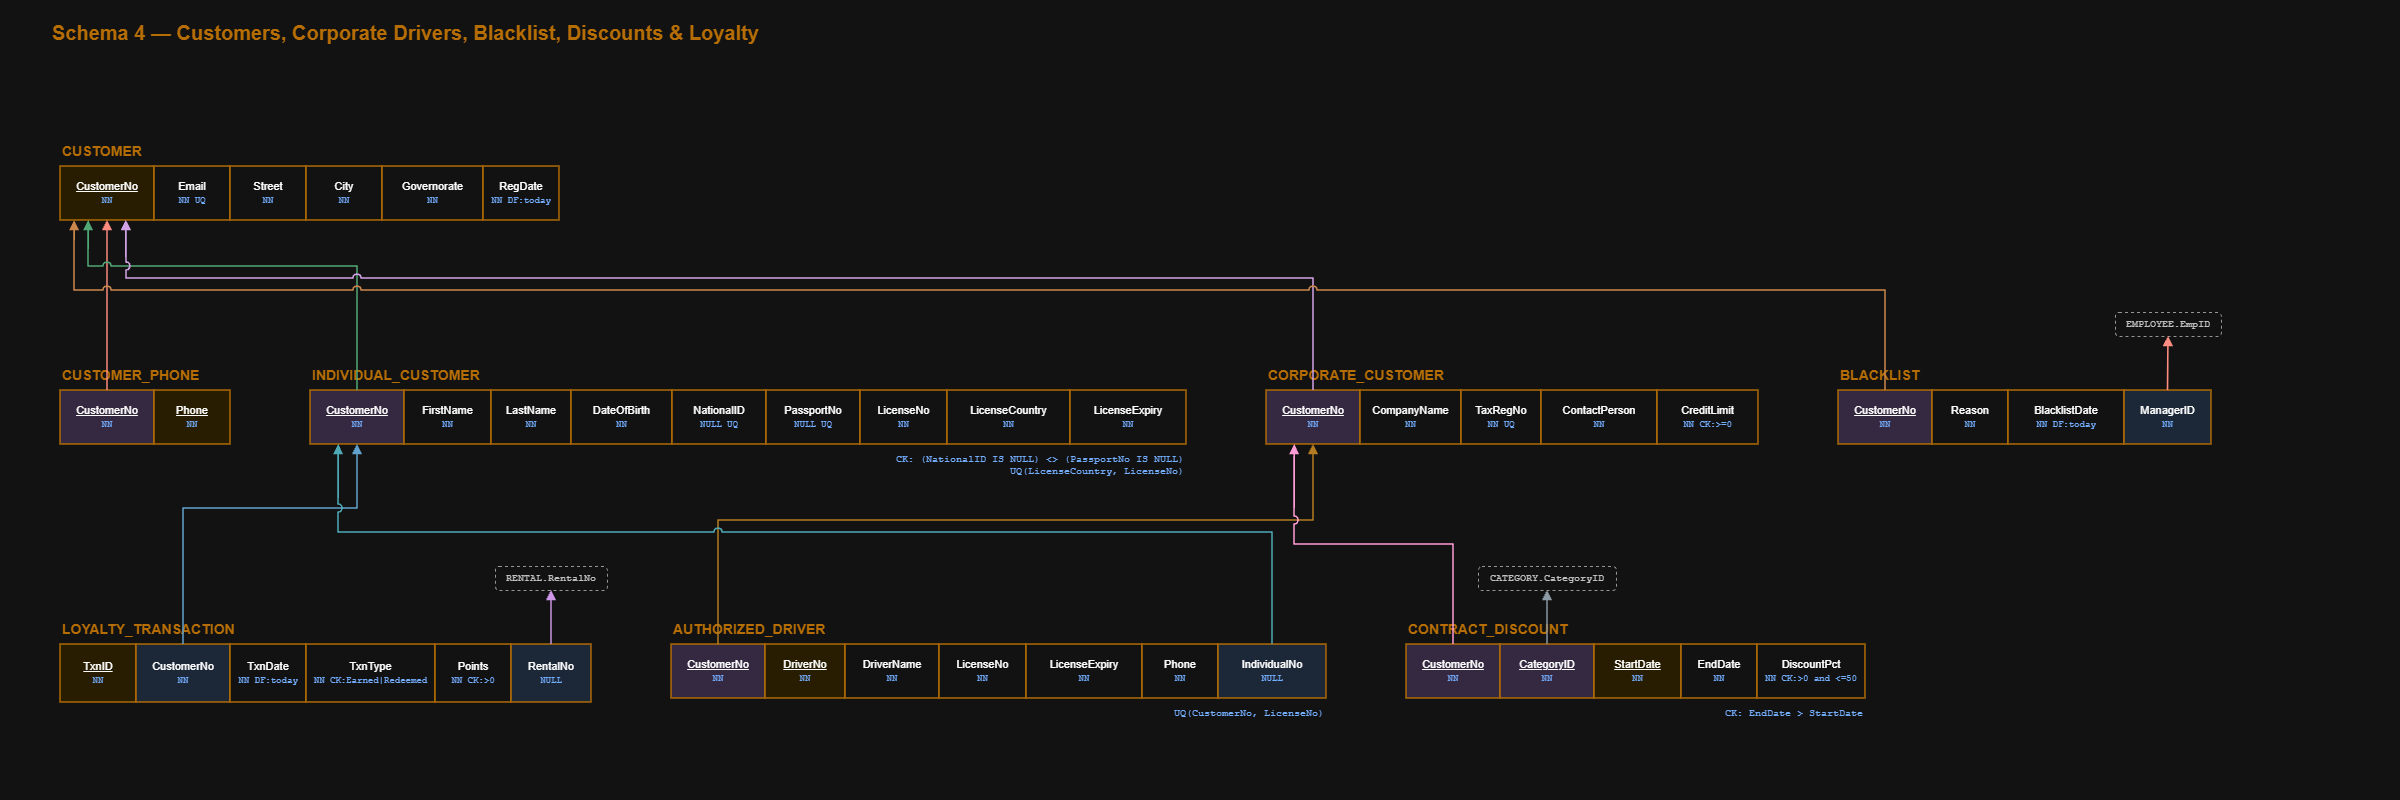 Schema 4 — Customers, Corporate Drivers, Blacklist, Discounts & Loyalty
CUSTOMER
CustomerNo Email Street City Governorate RegDate
NN NN UQ NN NN NN NN DF:today
EMPLOYEE.EmpID
CUSTOMER_PHONE INDIVIDUAL_CUSTOMER CORPORATE_CUSTOMER BLACKLIST
CustomerNo Phone CustomerNo FirstName LastName DateOfBirth NationalID PassportNo LicenseNo LicenseCountry LicenseExpiry CustomerNo CompanyName TaxRegNo ContactPerson CreditLimit CustomerNo Reason BlacklistDate ManagerID
NN NN NN NN NN NN NULL UQ NULL UQ NN NN NN NN NN NN UQ NN NN CK:>=0 NN NN NN DF:today NN
CK: (NationalID IS NULL) <> (PassportNo IS NULL)
UQ(LicenseCountry, LicenseNo)
RENTAL.RentalNo CATEGORY.CategoryID
LOYALTY_TRANSACTION AUTHORIZED_DRIVER CONTRACT_DISCOUNT
TxnID CustomerNo TxnDate TxnType Points RentalNo CustomerNo DriverNo DriverName LicenseNo LicenseExpiry Phone IndividualNo CustomerNo CategoryID StartDate EndDate DiscountPct
NN NN NN DF:today NN CK:Earned|Redeemed NN CK:>0 NULL NN NN NN NN NN NN NULL NN NN NN NN NN CK:>0 and <=50
UQ(CustomerNo, LicenseNo) CK: EndDate > StartDate